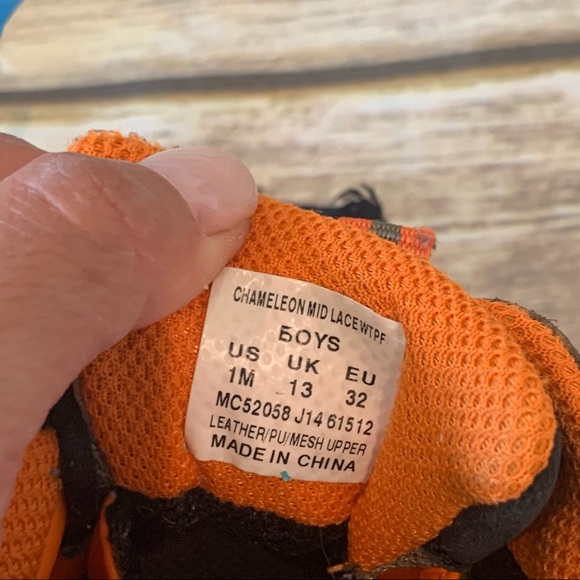 CHAMELEON MID LACE WTPF
BOYS
US UK EU
1M 13 32
MC52058 J14 61512
LEATHER/PU/MESH UPPER
MADE IN CHINA